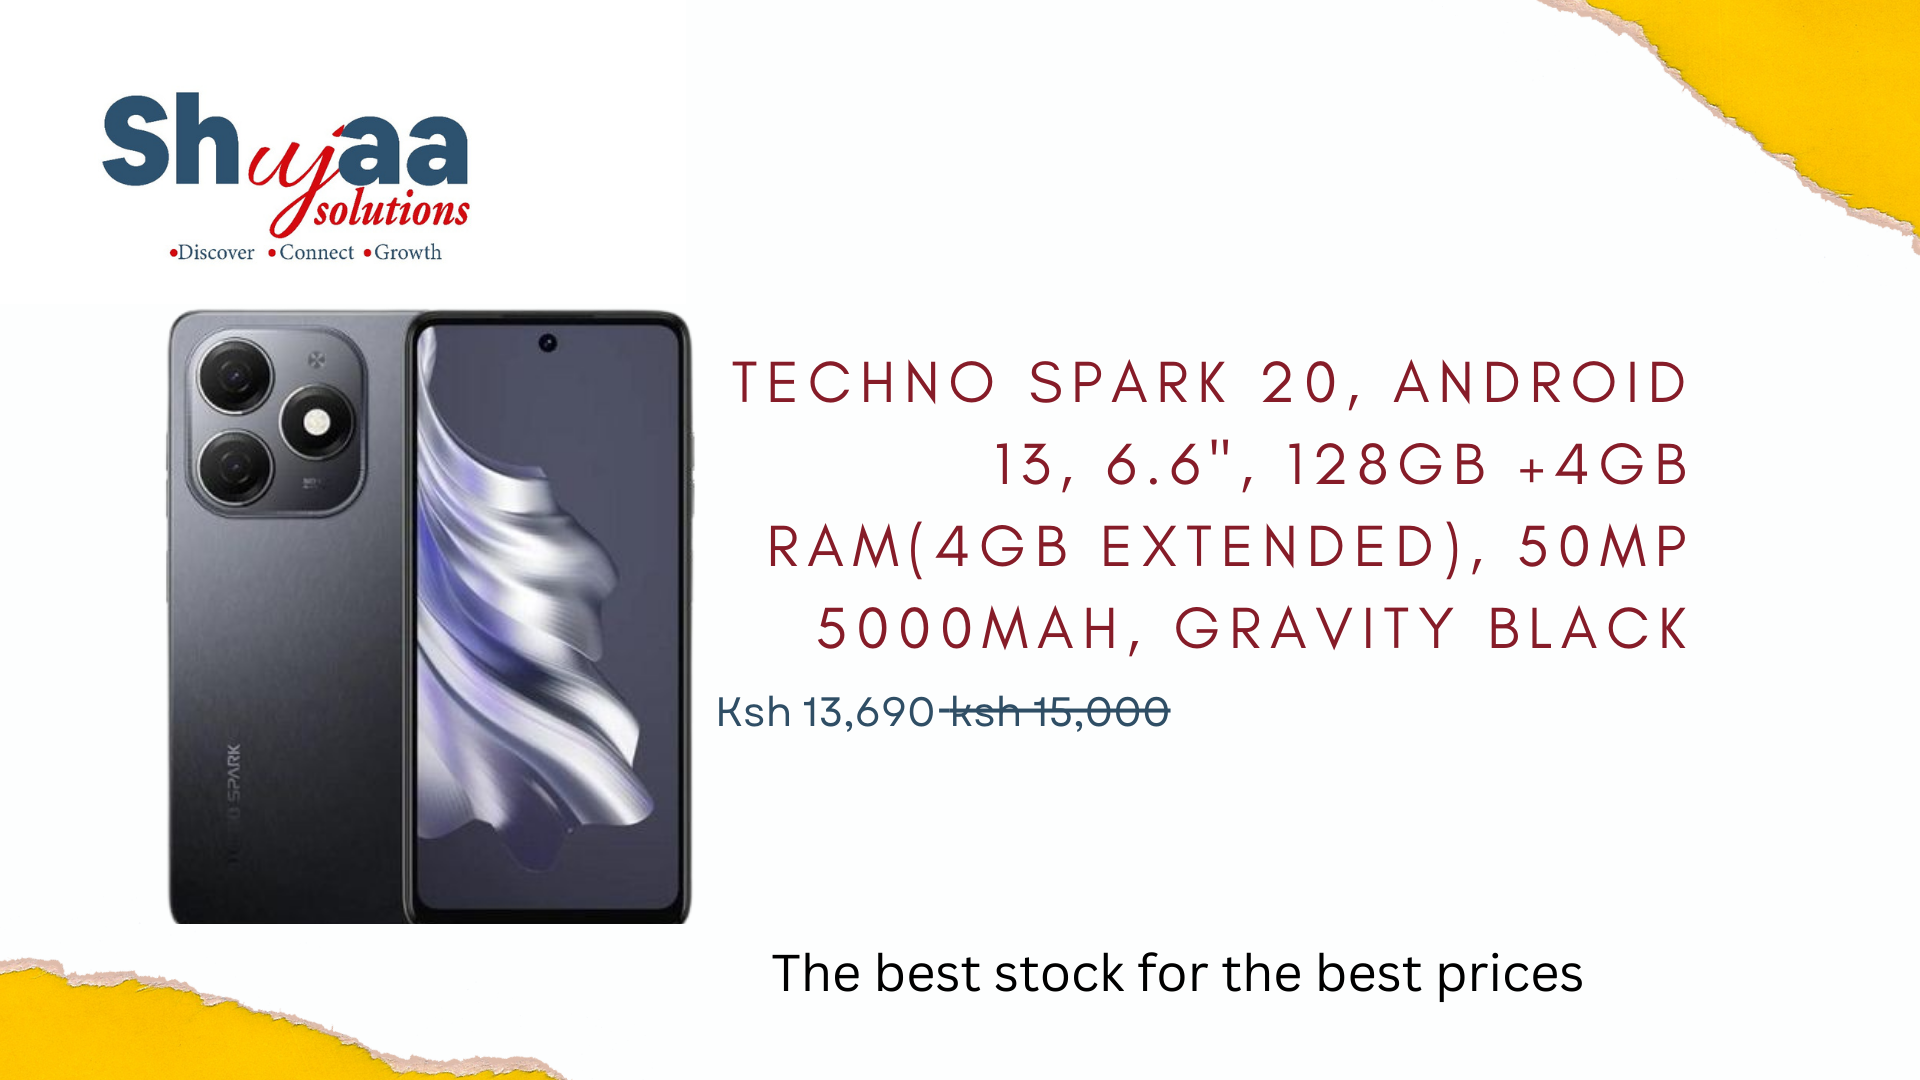 Shujaa
solutions
•Discover •Connect •Growth
TECHNO SPARK 20, ANDROID
13, 6.6", 128GB +4GB
RAM(4GB EXTENDED), 50MP
5000MAH, GRAVITY BLACK
Ksh 13,690 ksh 15,000
SPARK
The best stock for the best prices